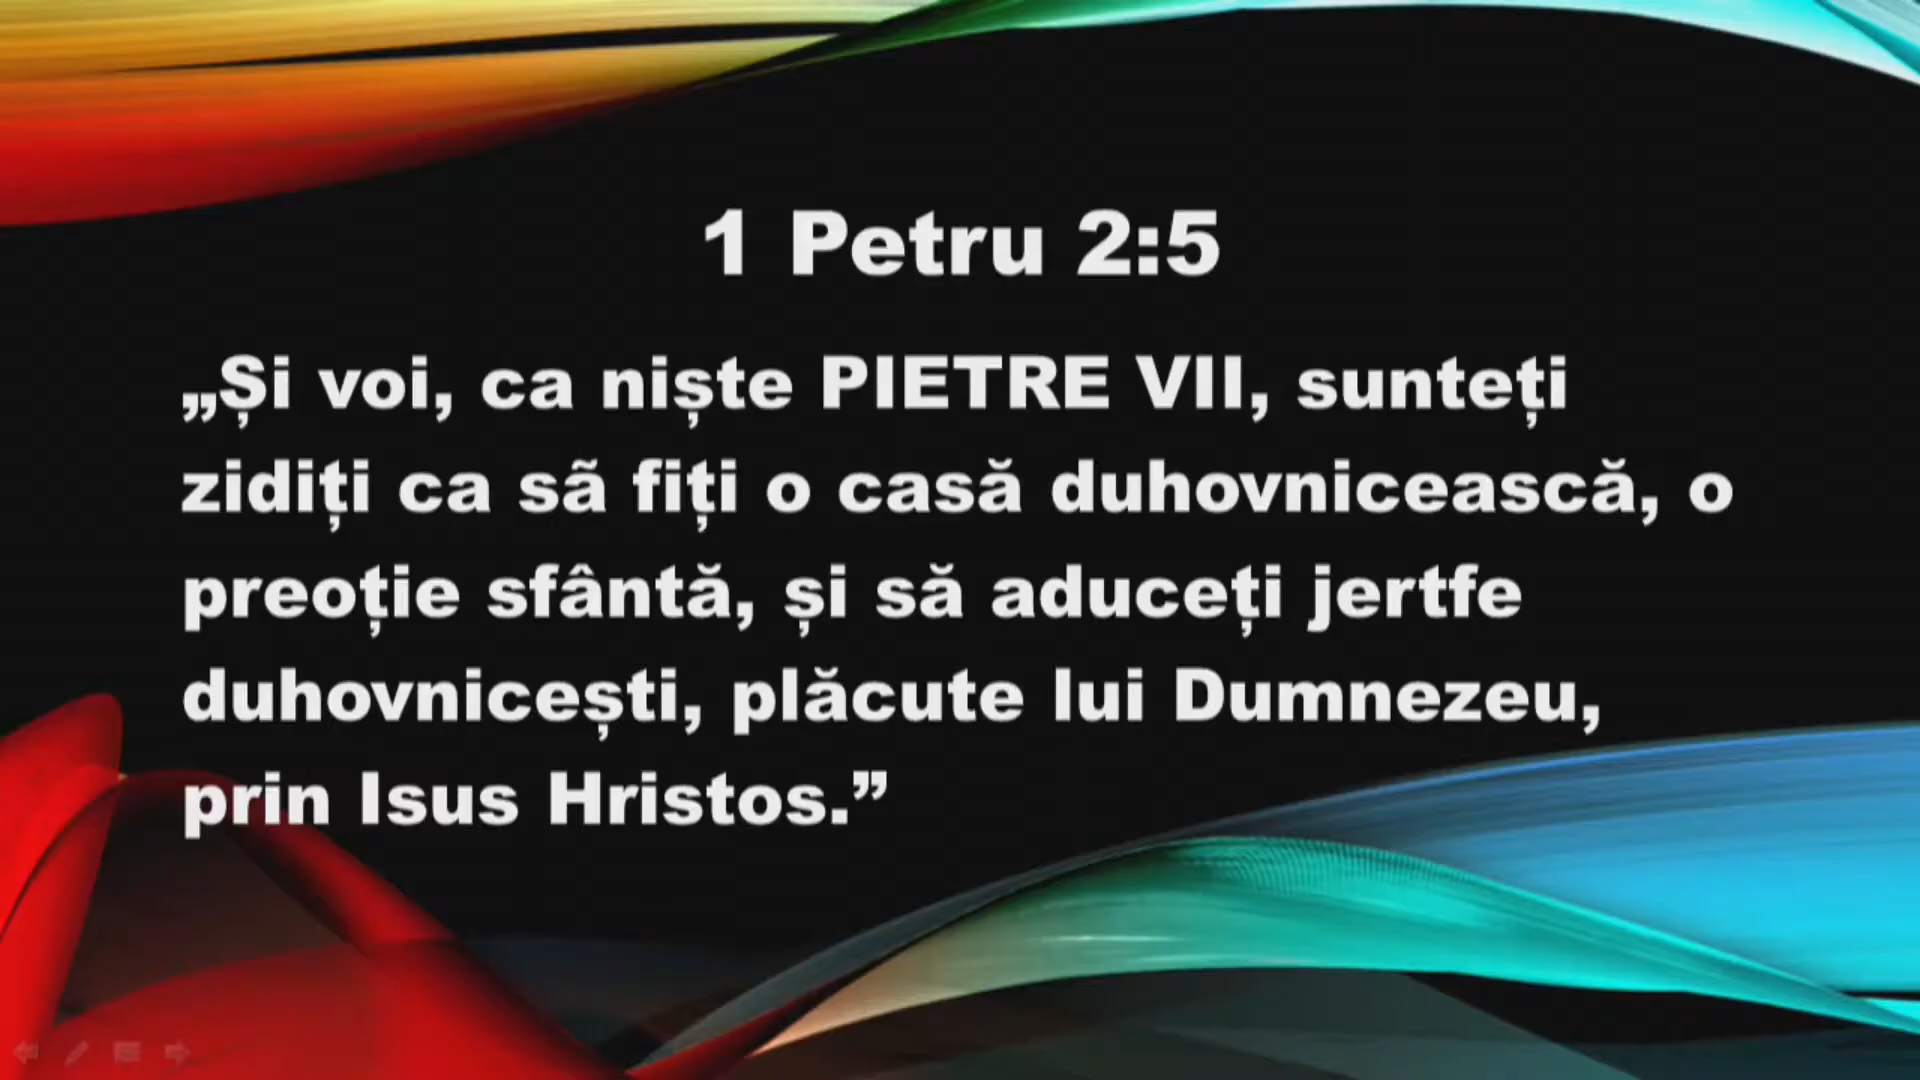 1 Petru 2:5
„Și voi, ca niște PIETRE VII, sunteți
zidiți ca sã fiți o casă duhovnicească, o
preoție sfântă, și să aduceți jertfe
duhovnicești, plăcute lui Dumnezeu,
prin Isus Hristos.”